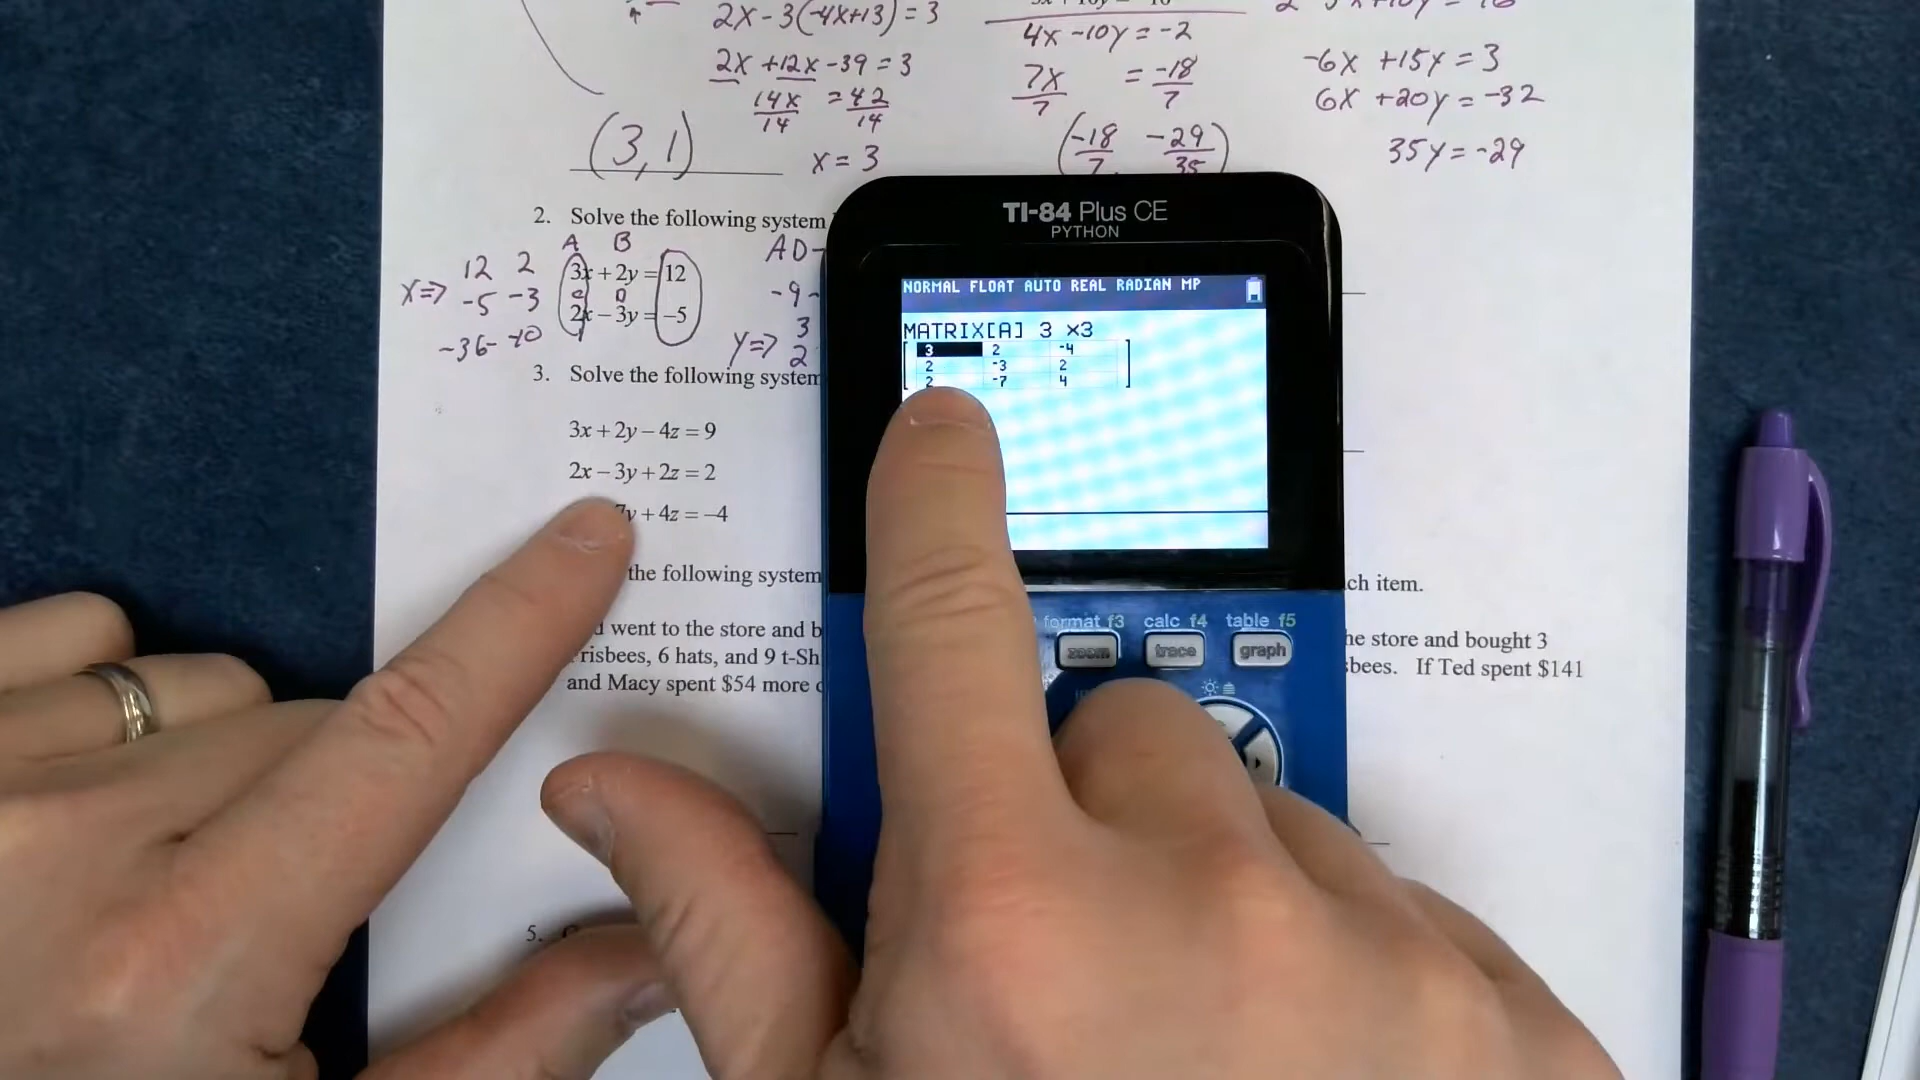 2x-3(-4x+13)=3
2x+12x-39=3
14x/14 =42/14
x=3
(3,1)
4x-10y=-2
7x/7 =-18/7
(-18/7, -29/35)
-6x +15y=3
6x +20y=-32
35y=-29
2. Solve the following system
A B
3x + 2y = 12
C D
2x – 3y = –5
x=> 12 2
-5 -3
-36--10
AD-
-9-
y=> 3
2
3. Solve the following system
3x + 2y – 4z = 9
2x – 3y + 2z = 2
7y + 4z = –4
the following system
ch item.
went to the store and b
he store and bought 3
risbees, 6 hats, and 9 t-Sh
bees. If Ted spent $141
and Macy spent $54 more
5.
TI-84 Plus CE
PYTHON
NORMAL FLOAT AUTO REAL RADIAN MP
MATRIX[A] 3 ×3
3 2 -4
2 -3 2
2 -7 4
format f3 calc f4 table f5
zoom trace graph